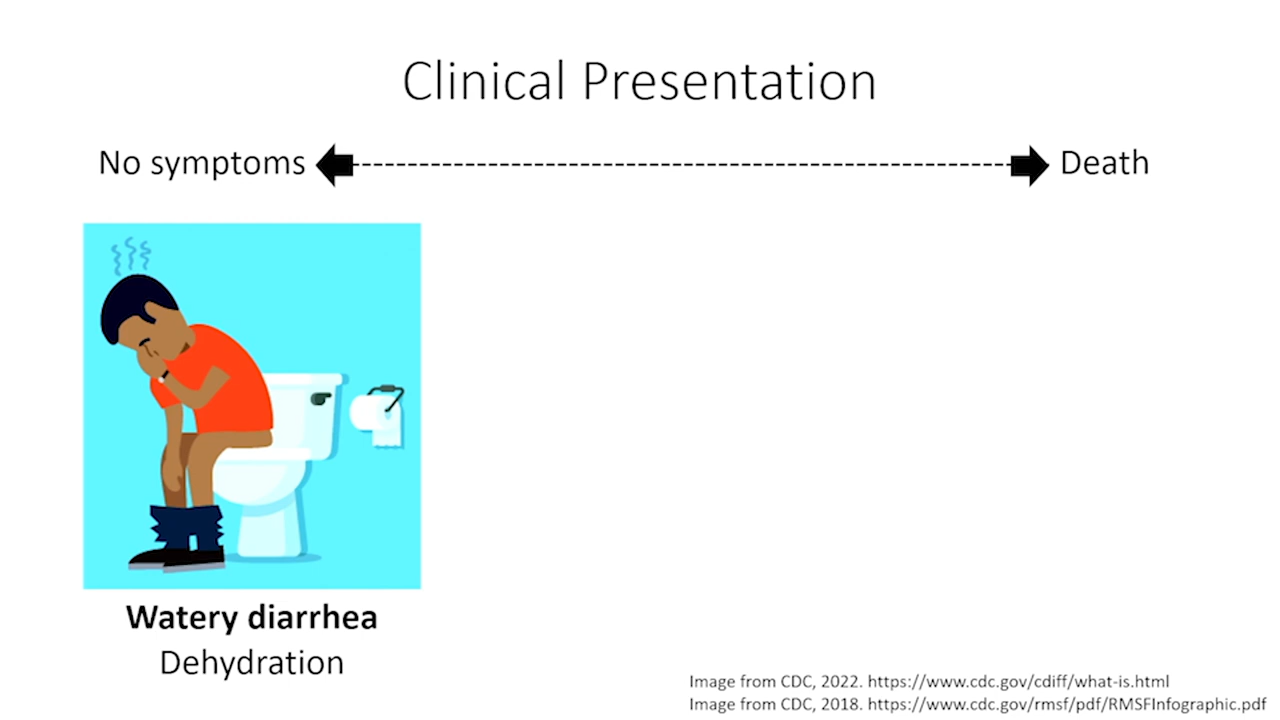 Clinical Presentation
No symptoms
Death
Watery diarrhea
Dehydration
Image from CDC, 2022. https://www.cdc.gov/cdiff/what-is.html
Image from CDC, 2018. https://www.cdc.gov/rmsf/pdf/RMSFInfographic.pdf